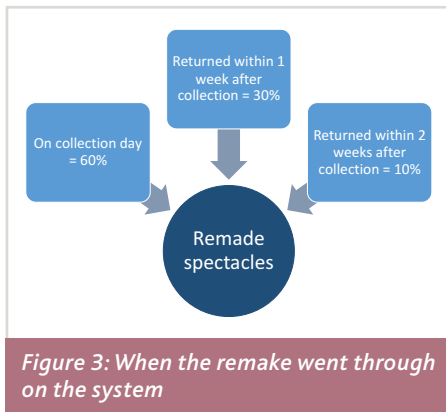 Returned within 1
week after
collection = 30%
On collection day
= 60%
Returned within 2
weeks after
collection = 10%
Remade
spectacles
Figure 3: When the remake went through
on the system